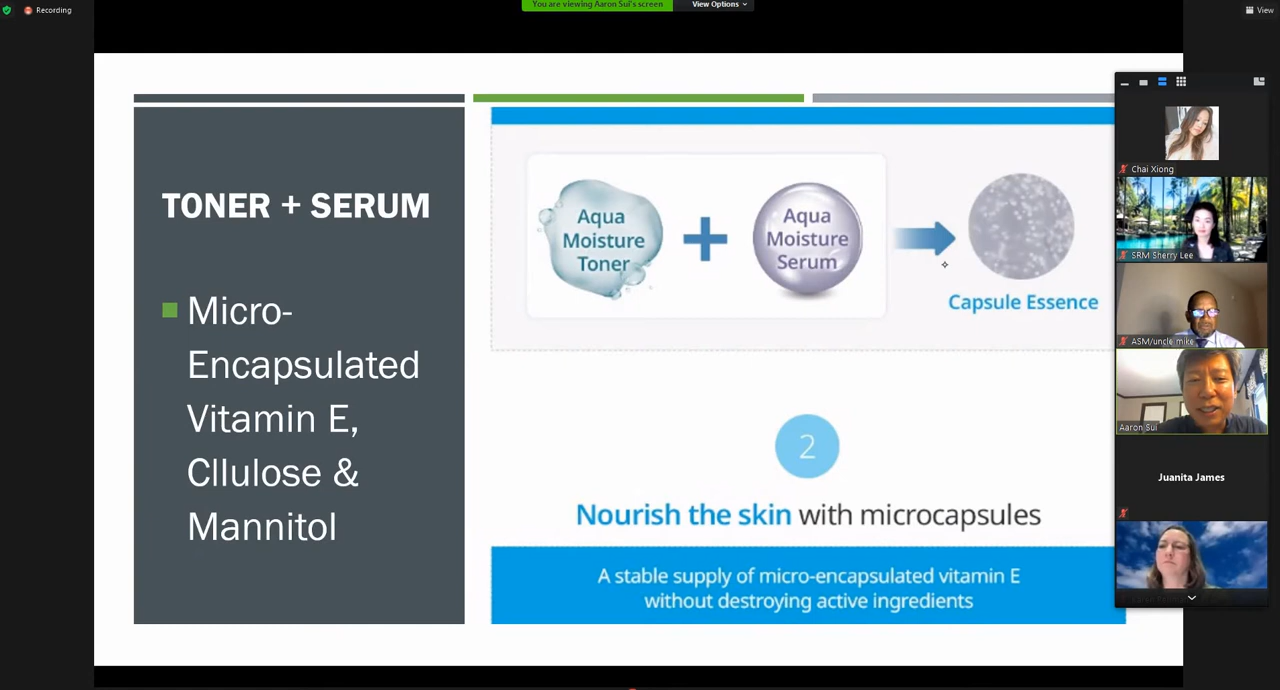 Recording
You are viewing Aaron Sui's screen
View Options
View
TONER + SERUM
Micro-
Encapsulated
Vitamin E,
Cllulose &
Mannitol
Aqua
Moisture
Toner
+
Aqua
Moisture
Serum
Capsule Essence
2
Nourish the skin with microcapsules
A stable supply of micro-encapsulated vitamin E
without destroying active ingredients
Chai Xiong
SRM Sherry Lee
ASM/uncle mike
Aaron Sui
Juanita James